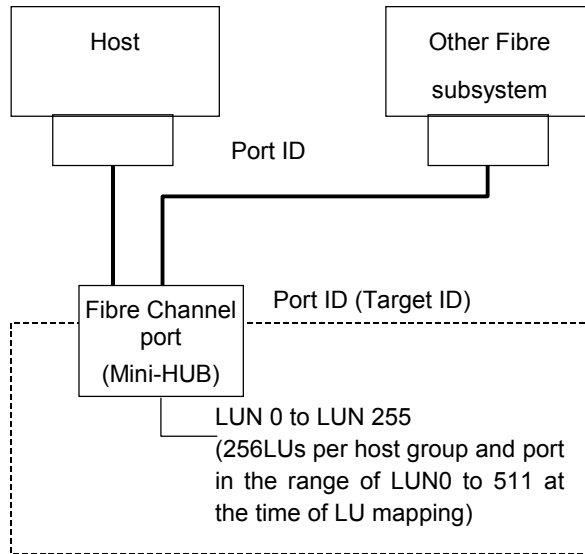 Host
Other Fibre
subsystem
Port ID
Port ID (Target ID)
Fibre Channel
port
(Mini-HUB)
LUN 0 to LUN 255
(256LUs per host group and port
in the range of LUN0 to 511 at
the time of LU mapping)